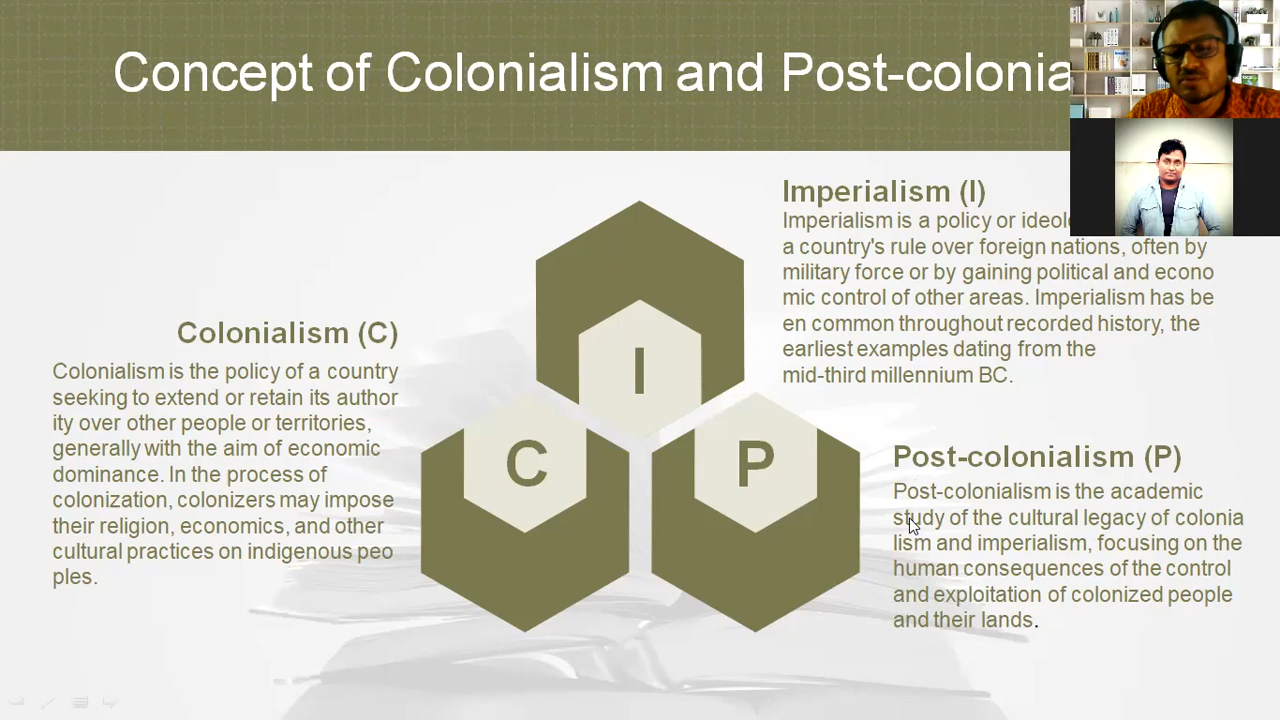 Concept of Colonialism and Post-colonia
Imperialism (I)
Imperialism is a policy or ideol
a country's rule over foreign nations, often by
military force or by gaining political and econo
mic control of other areas. Imperialism has be
en common throughout recorded history, the
earliest examples dating from the
mid-third millennium BC.
Colonialism (C)
Colonialism is the policy of a country
seeking to extend or retain its author
ity over other people or territories,
generally with the aim of economic
dominance. In the process of
colonization, colonizers may impose
their religion, economics, and other
cultural practices on indigenous peo
ples.
I
C
P
Post-colonialism (P)
Post-colonialism is the academic
study of the cultural legacy of colonia
lism and imperialism, focusing on the
human consequences of the control
and exploitation of colonized people
and their lands.